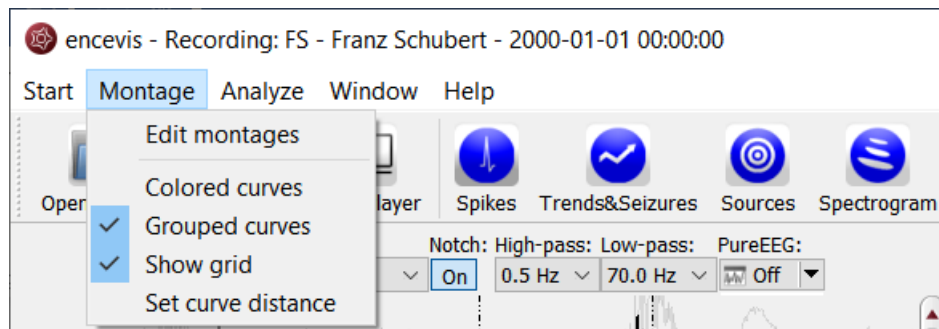 encevis - Recording: FS - Franz Schubert - 2000-01-01 00:00:00
Start Montage Analyze Window Help
Edit montages
Colored curves
Grouped curves
Show grid
Set curve distance
Spikes Trends&Seizures Sources Spectrogram
Notch: High-pass: Low-pass: PureEEG:
On 0.5 Hz 70.0 Hz Off